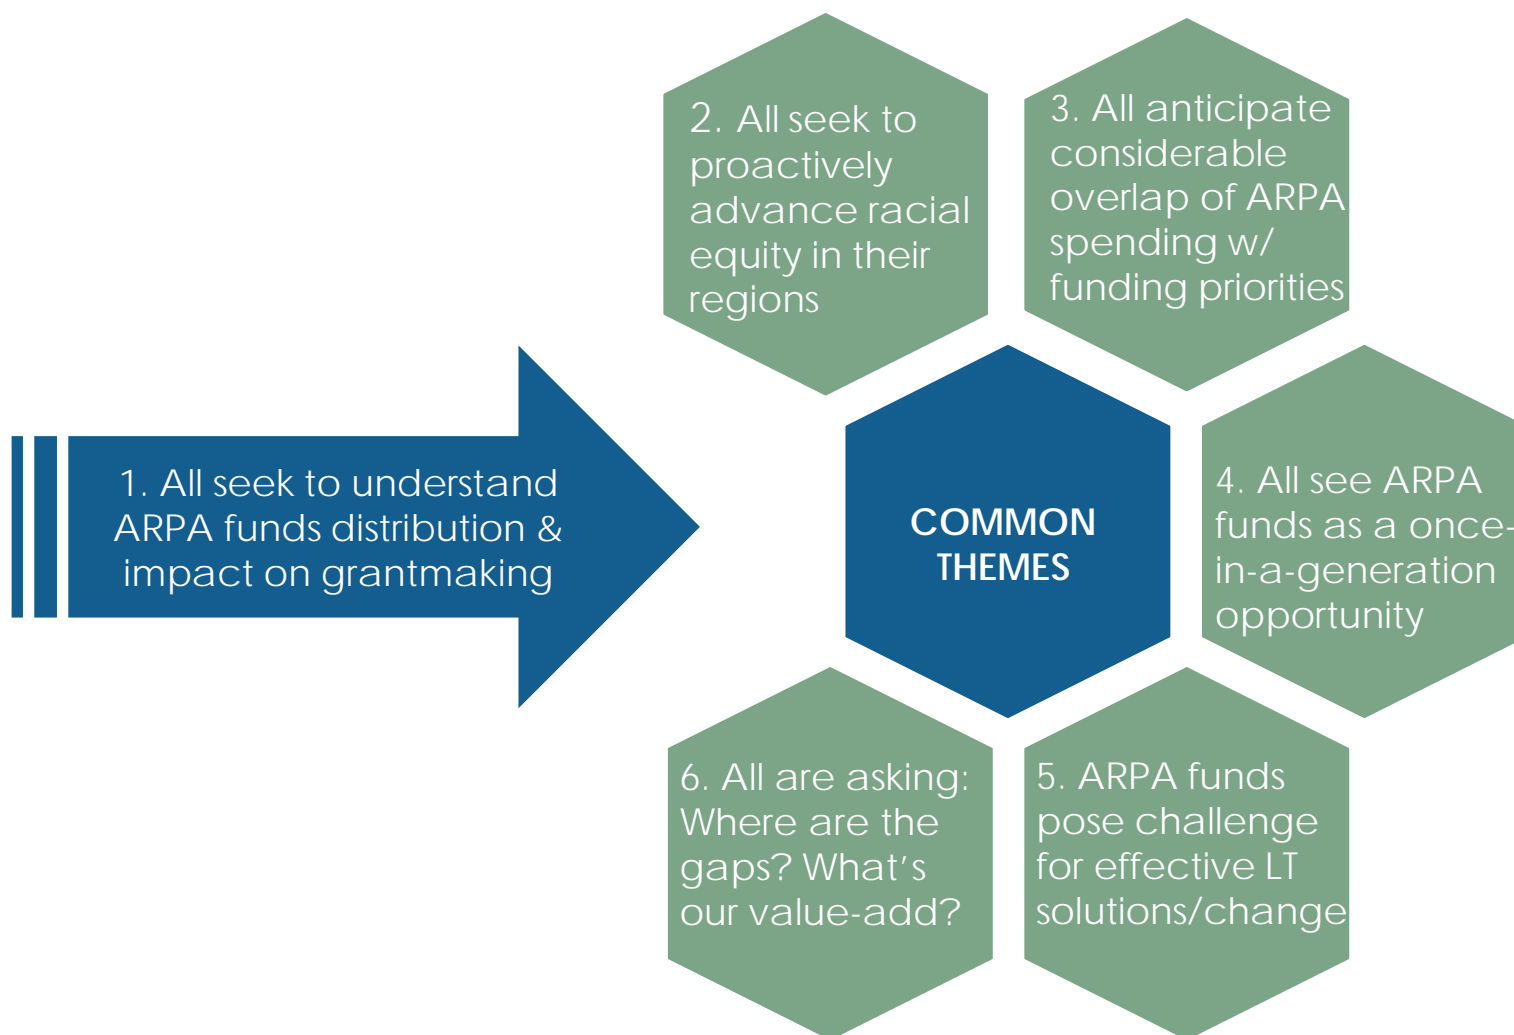 1. All seek to understand
ARPA funds distribution &
impact on grantmaking
2. All seek to
proactively
advance racial
equity in their
regions
3. All anticipate
considerable
overlap of ARPA
spending w/
funding priorities
COMMON
THEMES
4. All see ARPA
funds as a once-
in-a-generation
opportunity
5. ARPA funds
pose challenge
for effective LT
solutions/change
6. All are asking:
Where are the
gaps? What’s
our value-add?